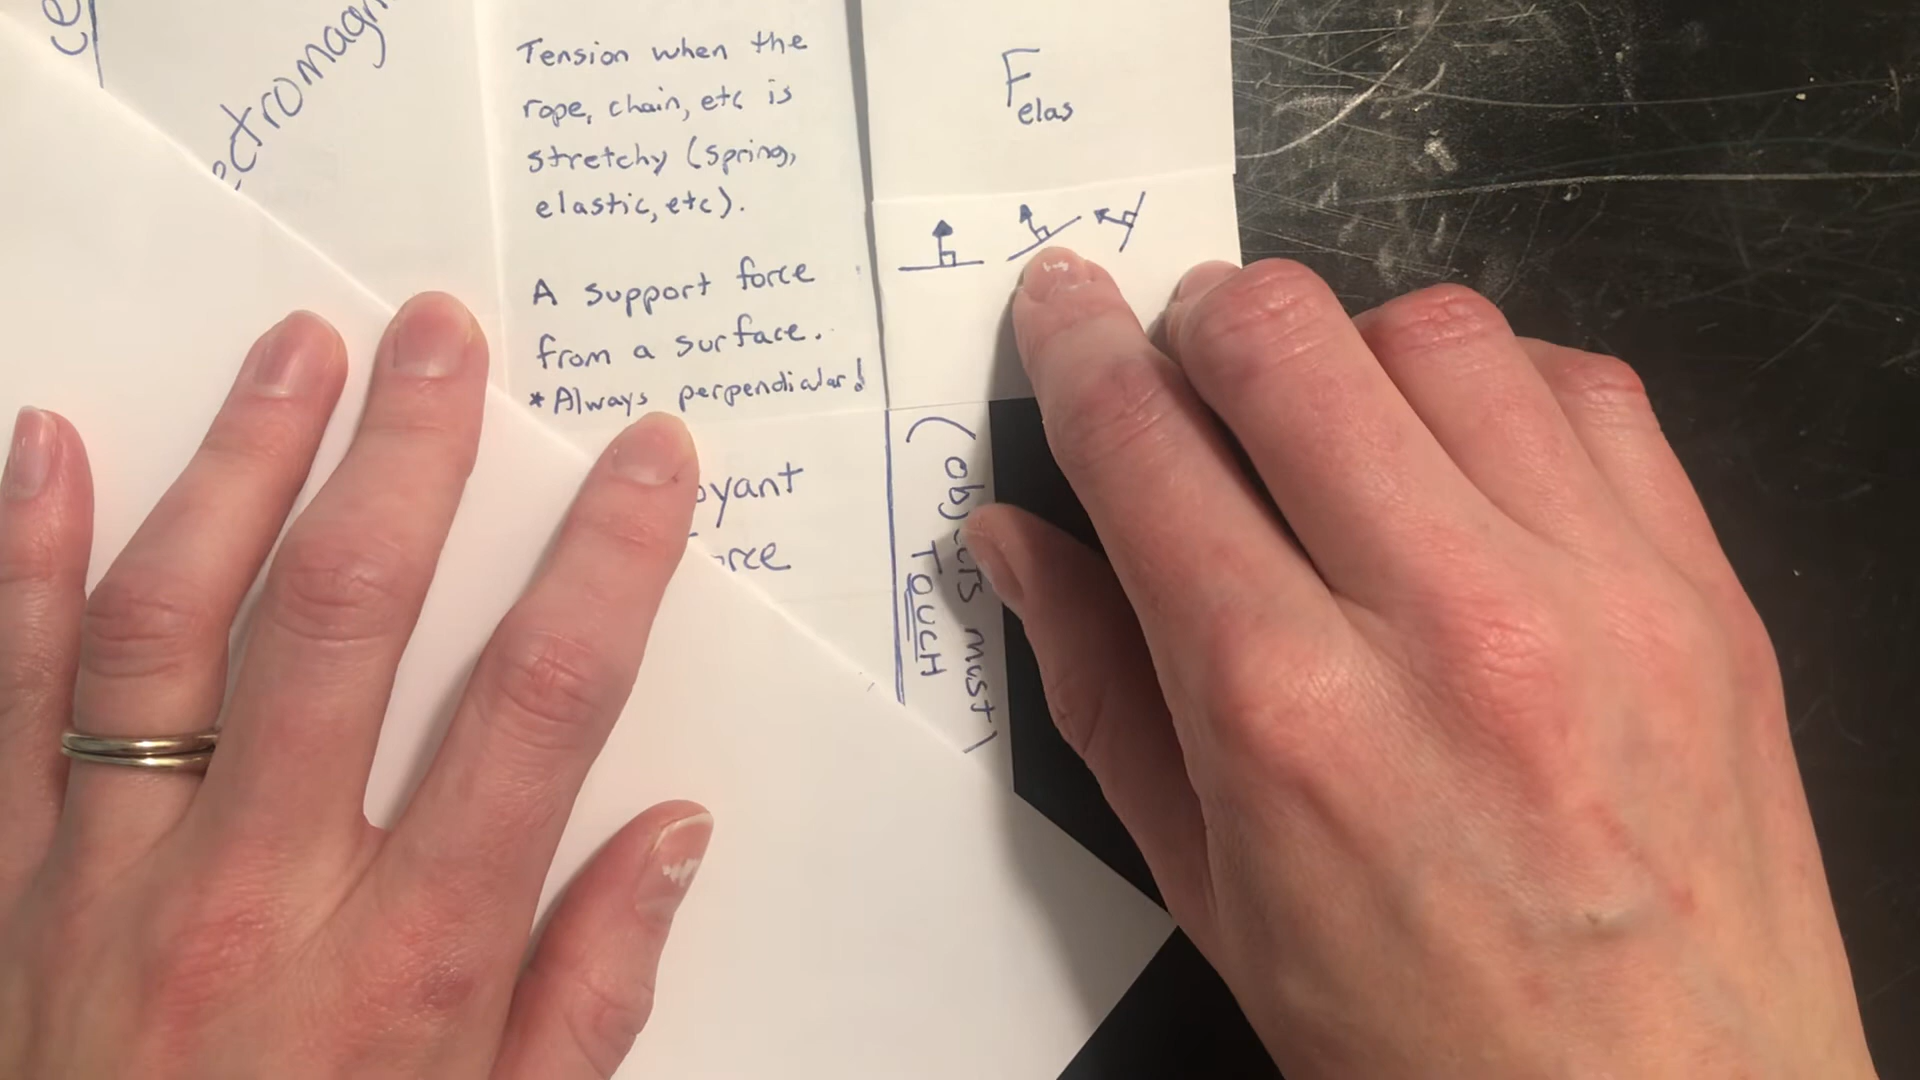 Tension when the
rope, chain, etc is
stretchy (spring,
elastic, etc).
F elas
A support force
from a surface.
*Always perpendicular!
(objects must
TOUCH)